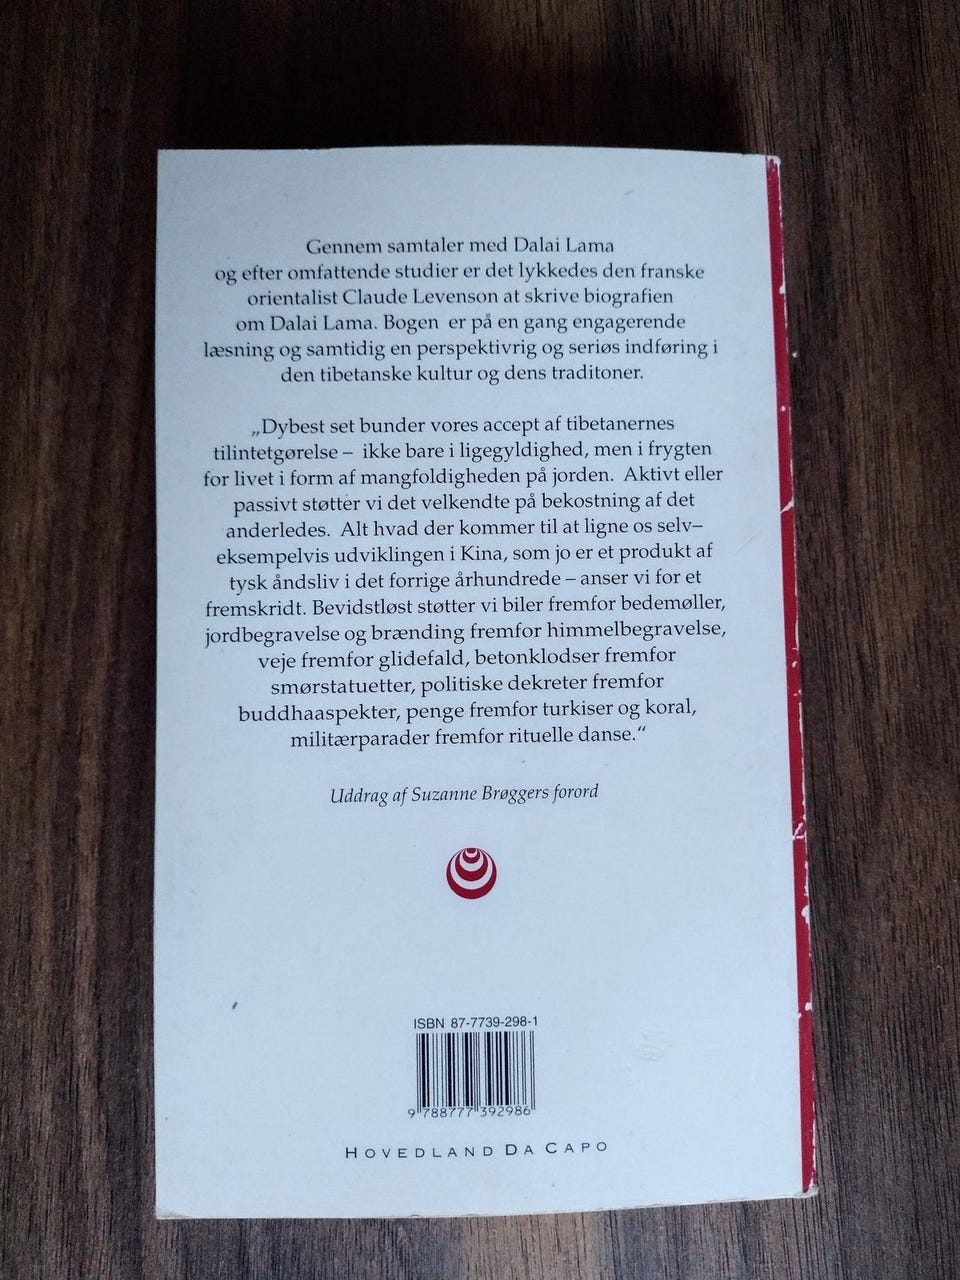 Gennem samtaler med Dalai Lama
og efter omfattende studier er det lykkedes den franske
orientalist Claude Levenson at skrive biografien
om Dalai Lama. Bogen er på en gang engagerende
læsning og samtidig en perspektivrig og seriøs indføring i
den tibetanske kultur og dens traditoner.
„Dybest set bunder vores accept af tibetanernes
tilintetgørelse – ikke bare i ligegyldighed, men i frygten
for livet i form af mangfoldigheden på jorden. Aktivt eller
passivt støtter vi det velkendte på bekostning af det
anderledes. Alt hvad der kommer til at ligne os selv–
eksempelvis udviklingen i Kina, som jo er et produkt af
tysk åndsliv i det forrige århundrede – anser vi for et
fremskridt. Bevidstløst støtter vi biler fremfor bedemøller,
jordbegravelse og brænding fremfor himmelbegravelse,
veje fremfor glidefald, betonklodser fremfor
smørstatuetter, politiske dekreter fremfor
buddhaaspekter, penge fremfor turkiser og koral,
militærparader fremfor rituelle danse.“
Uddrag af Suzanne Brøggers forord
ISBN 87-7739-298-1
9 788777 392986
HOVEDLAND DA CAPO